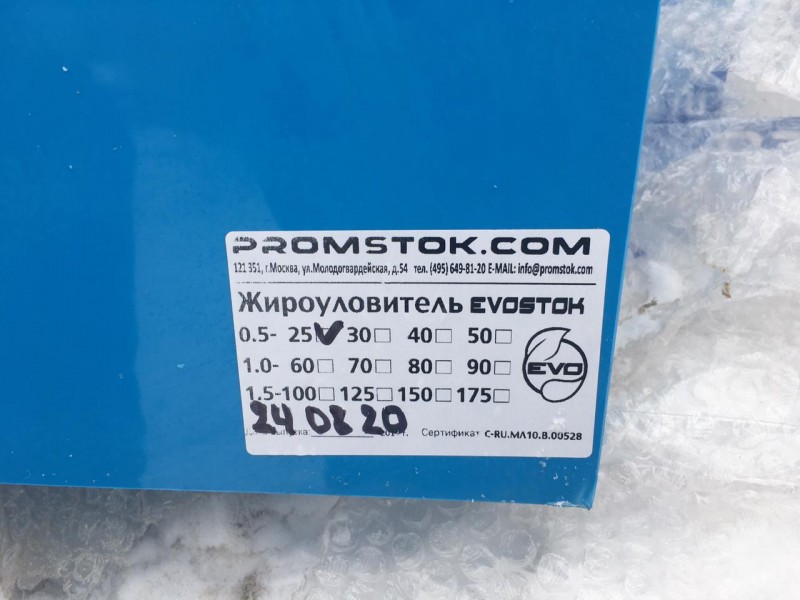 PROMSTOK.COM
121 351, г.Москва, ул.Молодогвардейская, д.54 тел. (495) 649-81-20 E-MAIL: info@promstok.com
Жироуловитель EVOSTOK
0.5- 25 30 40 50
1.0- 60 70 80 90
1.5-100 125 150 175
EVO
24 08 20
Сертификат C-RU.МЛ10.В.00528